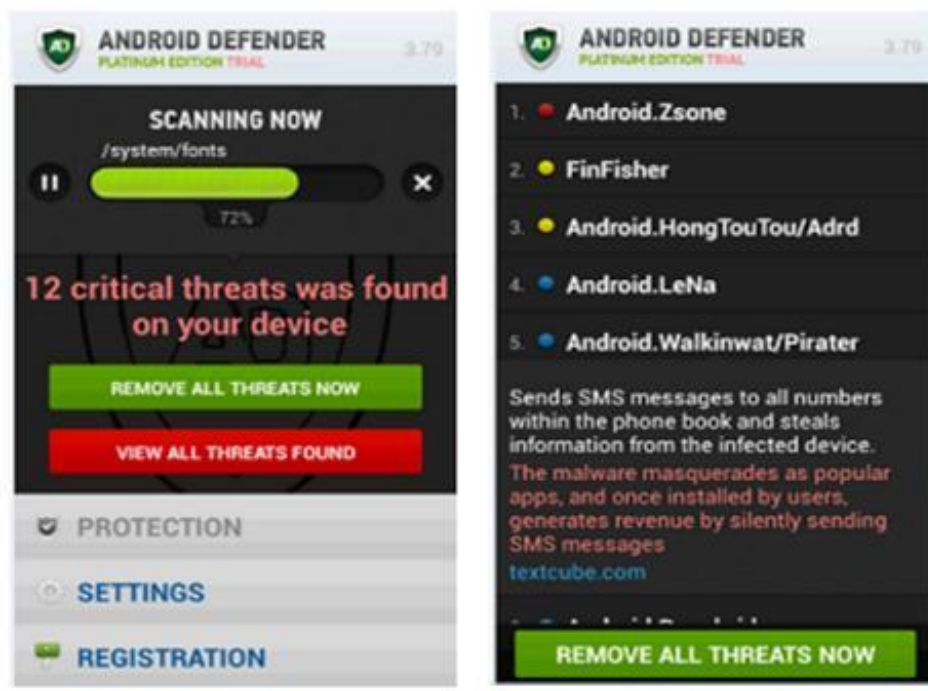 ANDROID DEFENDER
PLATINUM EDITION TRIAL
3.79
SCANNING NOW
/system/fonts
72%
12 critical threats was found
on your device
REMOVE ALL THREATS NOW
VIEW ALL THREATS FOUND
PROTECTION
SETTINGS
REGISTRATION
ANDROID DEFENDER
PLATINUM EDITION TRIAL
3.79
1. Android.Zsone
2. FinFisher
3. Android.HongTouTou/Adrd
4. Android.LeNa
5. Android.Walkinwat/Pirater
Sends SMS messages to all numbers
within the phone book and steals
information from the infected device.
The malware masquerades as popular
apps, and once installed by users,
generates revenue by silently sending
SMS messages
textcube.com
REMOVE ALL THREATS NOW